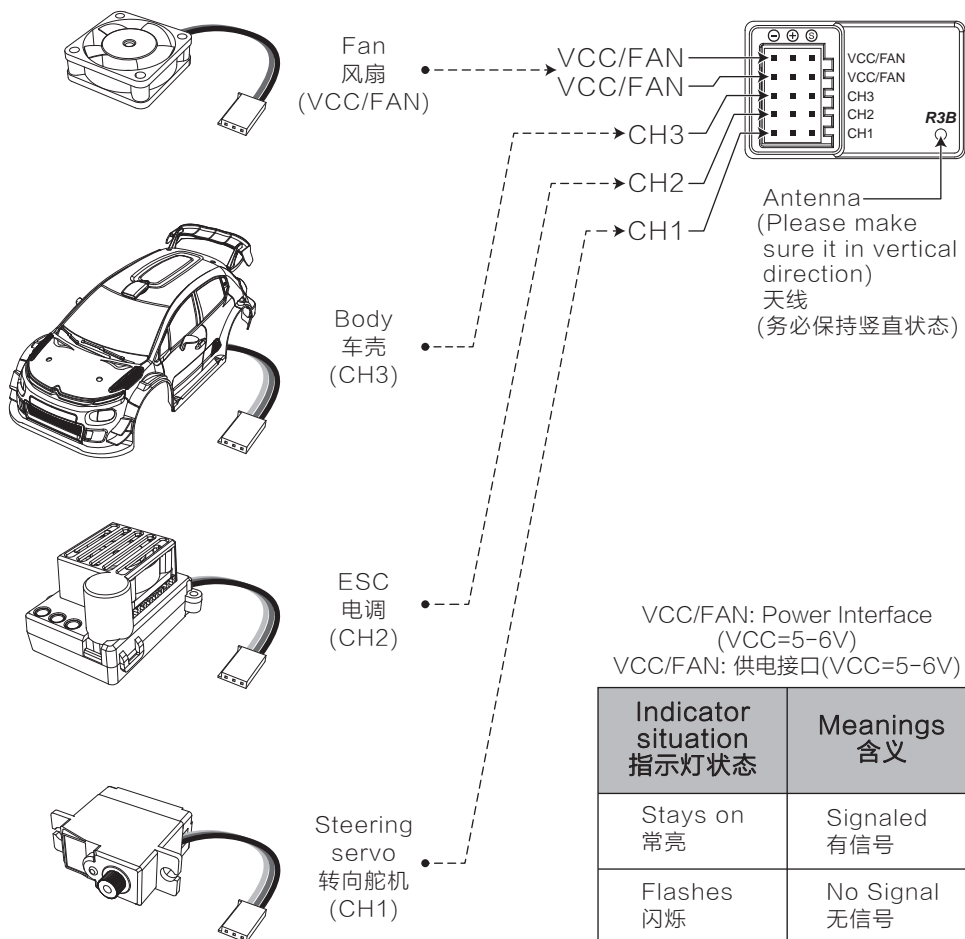 Fan
风扇
(VCC/FAN)
VCC/FAN
VCC/FAN
CH3
CH2
CH1
⊖ ⊕ Ⓢ
VCC/FAN
VCC/FAN
CH3
CH2
CH1
R3B
Antenna
(Please make
sure it in vertical
direction)
天线
(务必保持竖直状态)
Body
车壳
(CH3)
ESC
电调
(CH2)
Steering
servo
转向舵机
(CH1)
VCC/FAN: Power Interface
(VCC=5-6V)
VCC/FAN: 供电接口(VCC=5-6V)
Indicator
situation
指示灯状态
Meanings
含义
Stays on
常亮
Signaled
有信号
Flashes
闪烁
No Signal
无信号